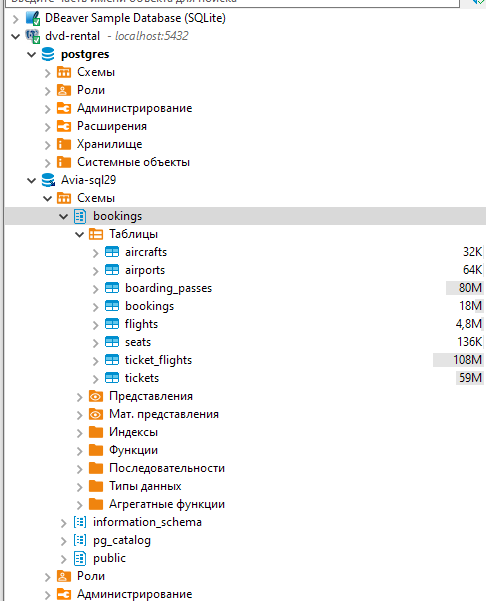 Введите часть имени объекта для поиска
DBeaver Sample Database (SQLite)
dvd-rental - localhost:5432
postgres
Схемы
Роли
Администрирование
Расширения
Хранилище
Системные объекты
Avia-sql29
Схемы
bookings
Таблицы
aircrafts 32K
airports 64K
boarding_passes 80M
bookings 18M
flights 4,8M
seats 136K
ticket_flights 108M
tickets 59M
Представления
Мат. представления
Индексы
Функции
Последовательности
Типы данных
Агрегатные функции
information_schema
pg_catalog
public
Роли
Администрирование